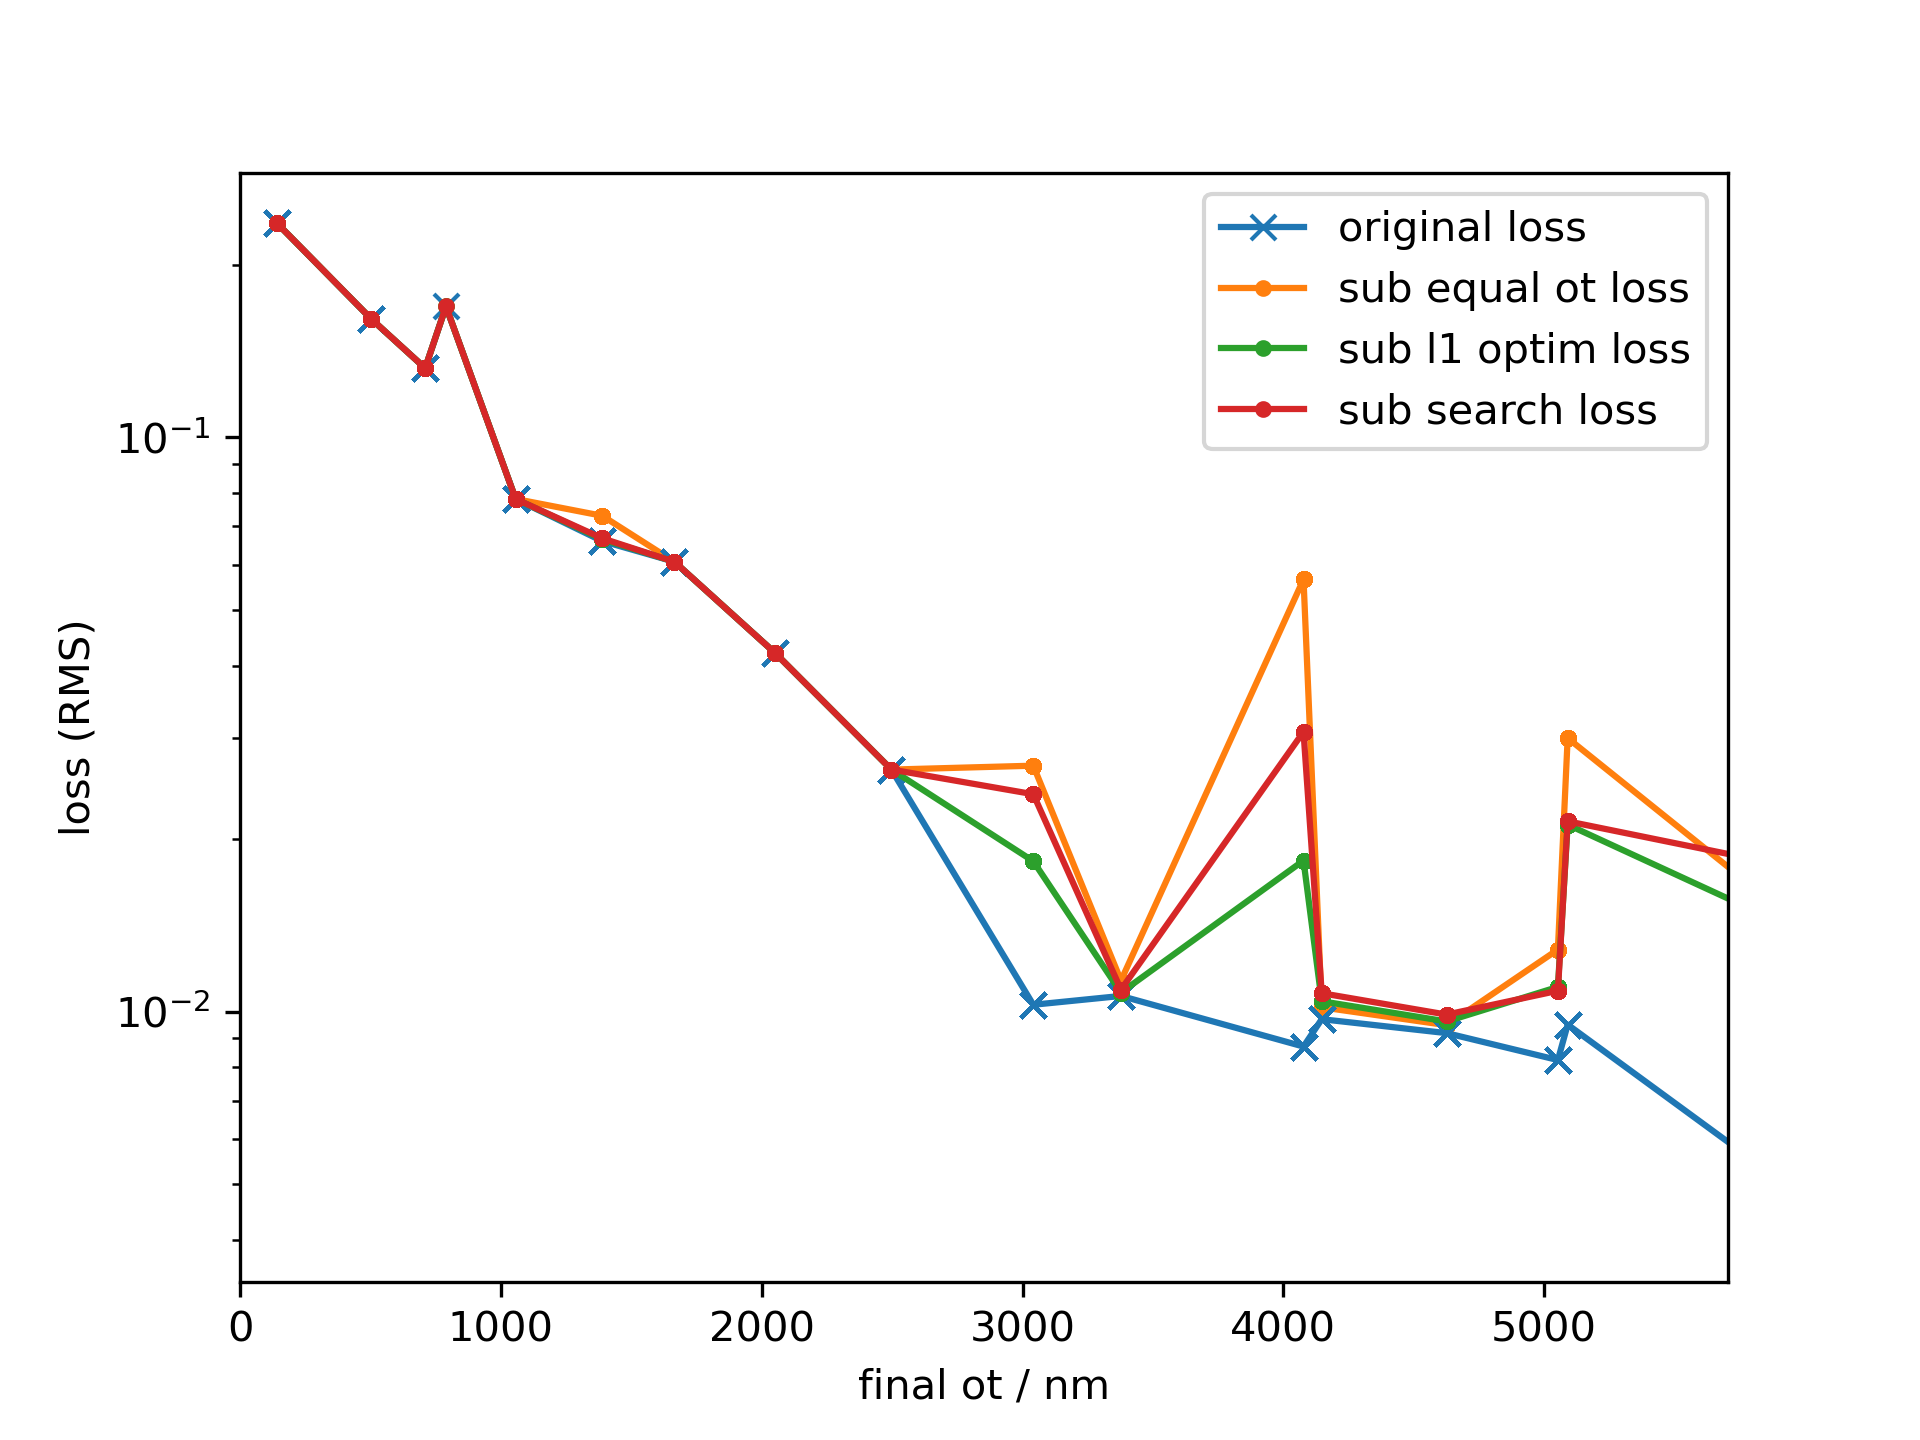 original loss
sub equal ot loss
sub l1 optim loss
sub search loss
10⁻¹
10⁻²
loss (RMS)
0 1000 2000 3000 4000 5000
final ot / nm